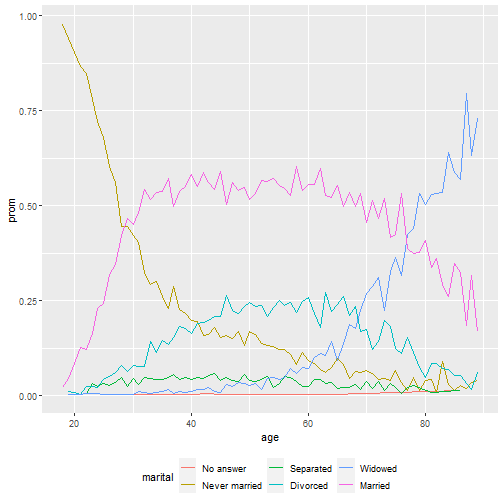 1.00
0.75
prom
0.50
0.25
0.00
20
40
60
80
age
marital
No answer
Separated
Widowed
Never married
Divorced
Married